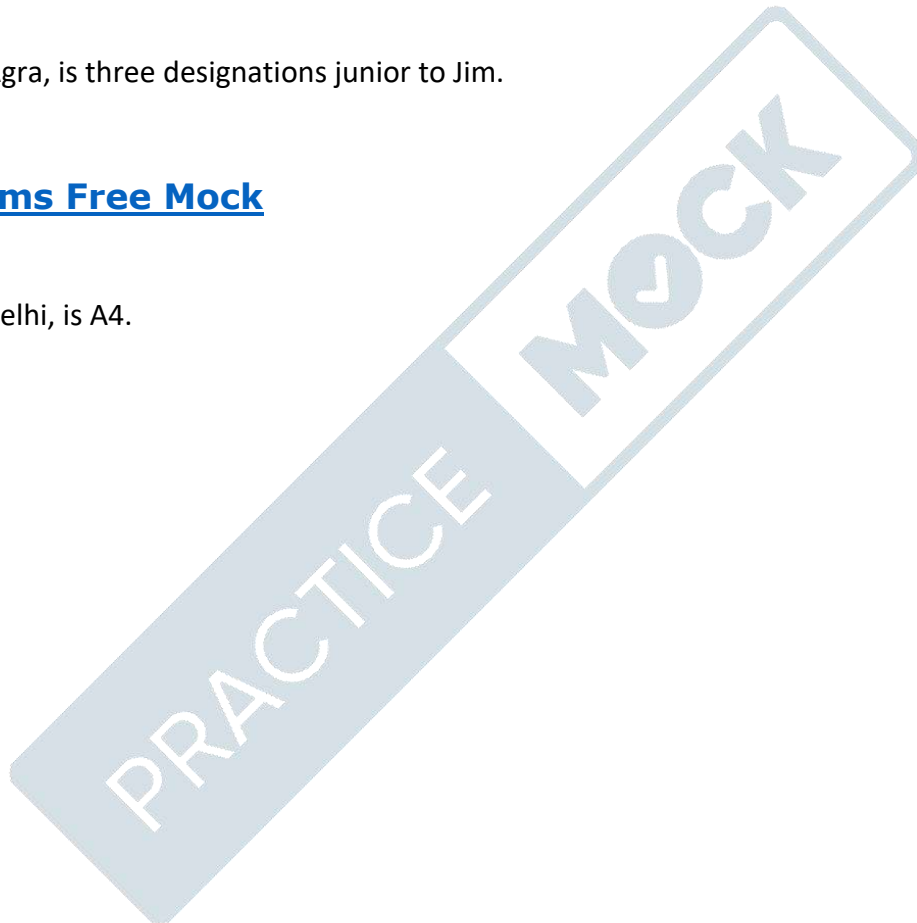 gra, is three designations junior to Jim.
ms Free Mock
elhi, is A4.
PRACTICE MOCK